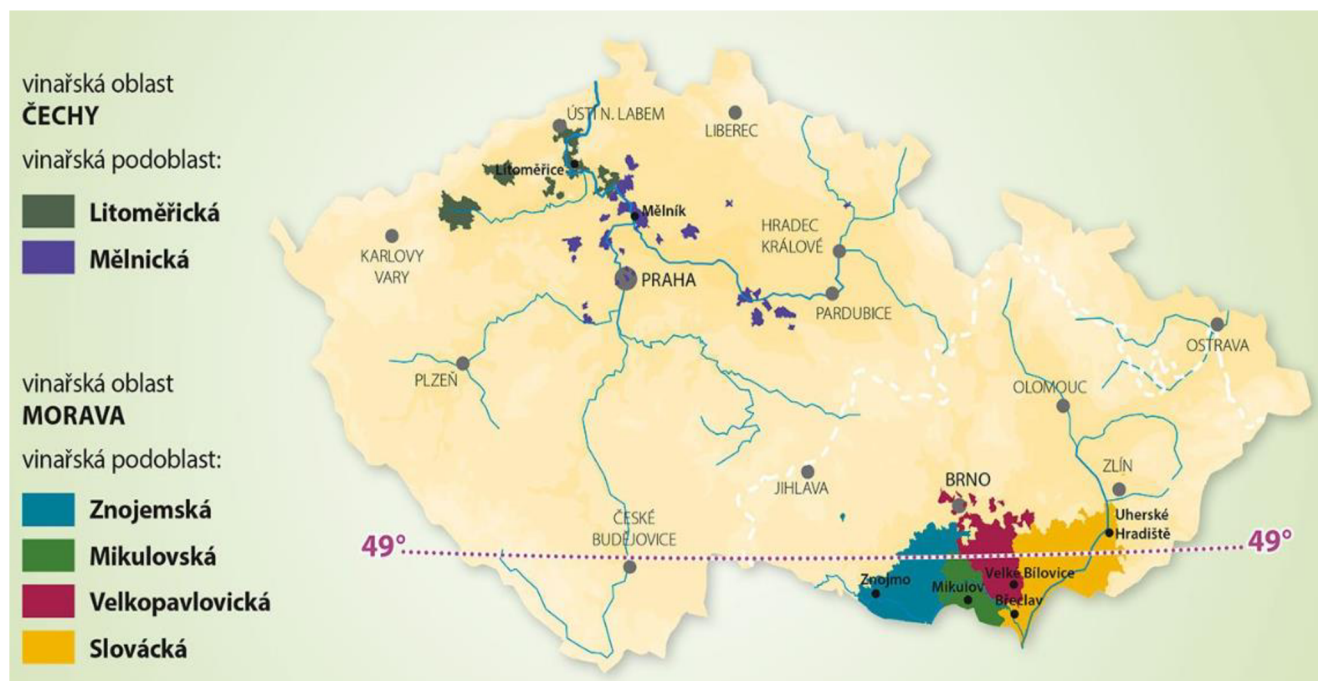 vinařská oblast
ČECHY
vinařská podoblast:
Litoměřická
Mělnická
vinařská oblast
MORAVA
vinařská podoblast:
Znojemská
Mikulovská
Velkopavlovická
Slovácká
ÚSTÍ N. LABEM
LIBEREC
Litoměřice
Mělník
KARLOVY
VARY
HRADEC
KRÁLOVÉ
PRAHA
PARDUBICE
PLZEŇ
OSTRAVA
OLOMOUC
JIHLAVA
BRNO
ZLÍN
ČESKÉ
BUDĚJOVICE
Uherské
Hradiště
49°
49°
Znojmo
Mikulov
Velké Bílovice
Břeclav